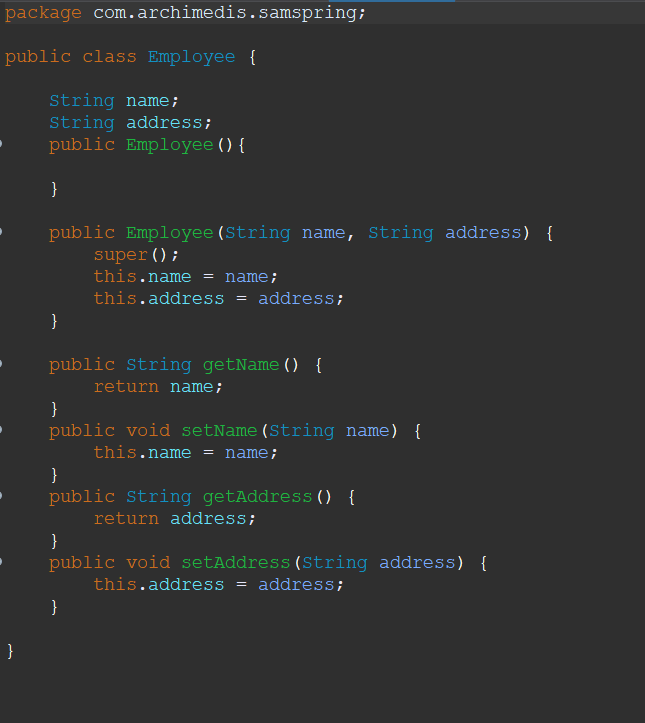 package com.archimedis.samspring;
public class Employee {
String name;
String address;
public Employee(){
}
public Employee(String name, String address) {
super();
this.name = name;
this.address = address;
}
public String getName() {
return name;
}
public void setName(String name) {
this.name = name;
}
public String getAddress() {
return address;
}
public void setAddress(String address) {
this.address = address;
}
}